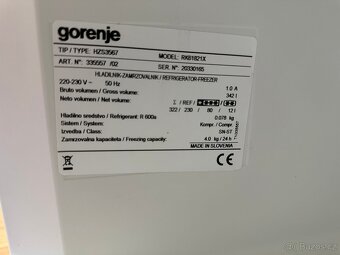 gorenje
TIP / TYPE: HZS3567 MODEL: RK61821X
ART. N°: 335557 /02 SER. N°: 20330165
HLADILNIK-ZAMRZOVALNIK / REFRIGERATOR-FREEZER
220-230 V ~ 50 Hz 1.0 A
Bruto volumen / Gross volume: 342 l
Neto volumen / Net volume: Σ / REF /
322 / 230 / 80 / 12 l
Hladilno sredstvo / Refrigerant: R 600a 0.078 kg
Sistem / System: Kompr. / Compr.
Izvedba / Class: SN-ST
Zamrzovalna kapaciteta / Freezing capacity: 4.0 kg / 24 h
MADE IN SLOVENIA
CE